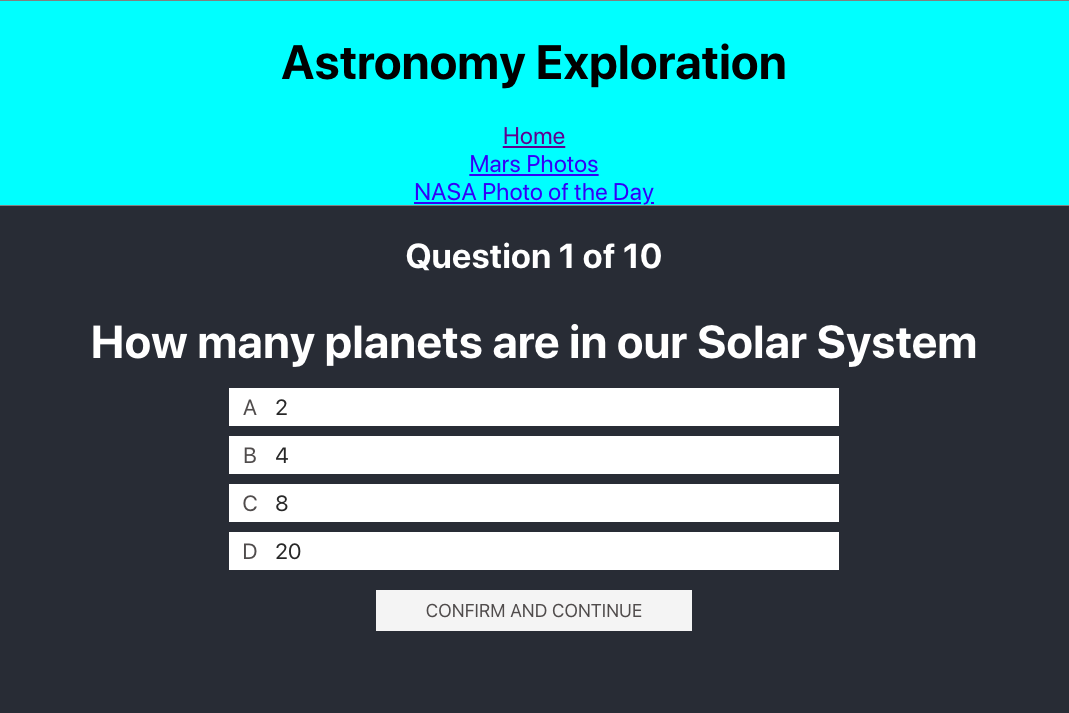 Astronomy Exploration
Home
Mars Photos
NASA Photo of the Day
Question 1 of 10
How many planets are in our Solar System
A 2
B 4
C 8
D 20
CONFIRM AND CONTINUE